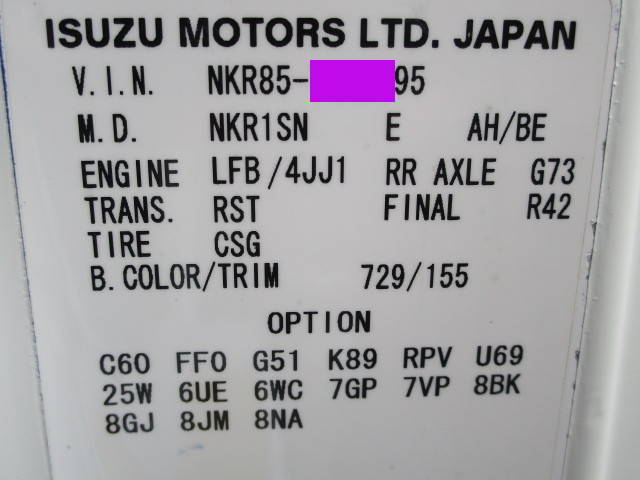 ISUZU MOTORS LTD. JAPAN
V.I.N. NKR85- 95
M.D. NKR1SN E AH/BE
ENGINE LFB/4JJ1 RR AXLE G73
TRANS. RST FINAL R42
TIRE CSG
B.COLOR/TRIM 729/155
OPTION
C60 FF0 G51 K89 RPV U69
25W 6UE 6WC 7GP 7VP 8BK
8GJ 8JM 8NA